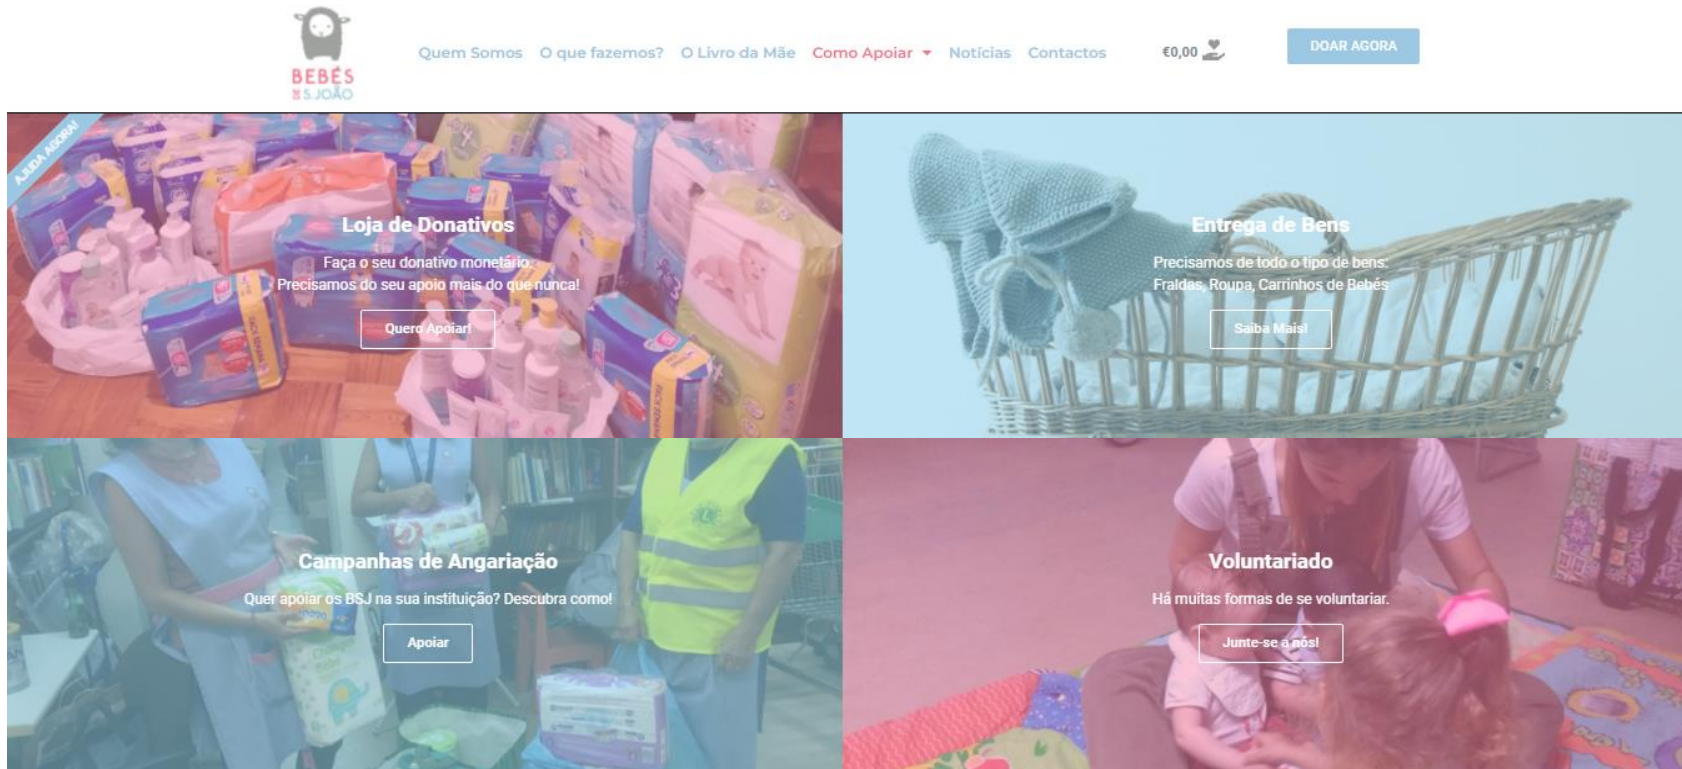 BEBÉS
DE S.JOÃO
Quem Somos
O que fazemos?
O Livro da Mãe
Como Apoiar
Notícias
Contactos
€0,00
DOAR AGORA
AJUDA AGORA!
Loja de Donativos
Faça o seu donativo monetário.
Precisamos do seu apoio mais do que nunca!
Quero Apoiar!
Entrega de Bens
Precisamos de todo o tipo de bens:
Fraldas, Roupa, Carrinhos de Bebés
Saiba Mais!
Campanhas de Angariação
Quer apoiar os BSJ na sua instituição? Descubra como!
Apoiar
Voluntariado
Há muitas formas de se voluntariar.
Junte-se a nós!